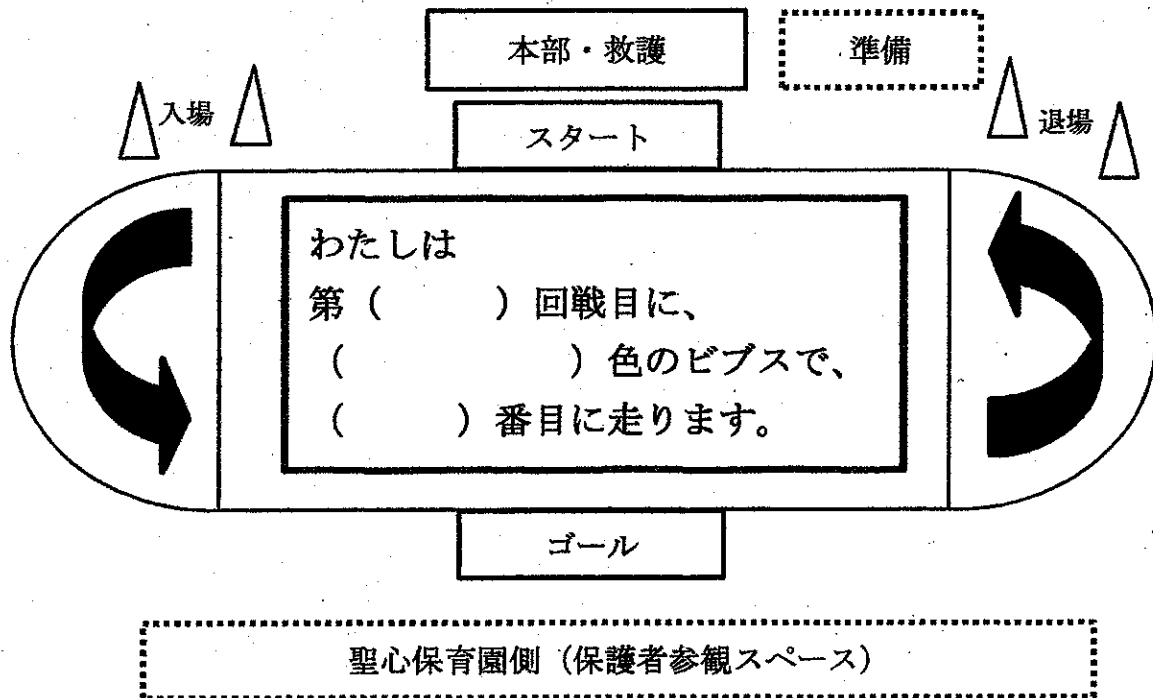 本部・救護
準備
入場
スタート
退場
わたしは
第（　　　）回戦目に、
（　　　　　　）色のビブスで、
（　　　）番目に走ります。
ゴール
聖心保育園側（保護者参観スペース）